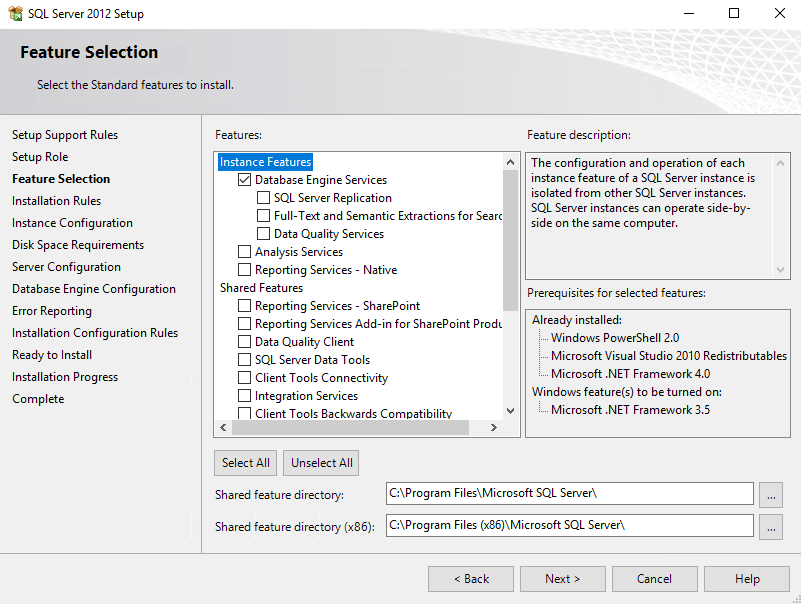 SQL Server 2012 Setup
Feature Selection
Select the Standard features to install.
Setup Support Rules
Setup Role
Feature Selection
Installation Rules
Instance Configuration
Disk Space Requirements
Server Configuration
Database Engine Configuration
Error Reporting
Installation Configuration Rules
Ready to Install
Installation Progress
Complete
Features:
Instance Features
Database Engine Services
SQL Server Replication
Full-Text and Semantic Extractions for Searc
Data Quality Services
Analysis Services
Reporting Services - Native
Shared Features
Reporting Services - SharePoint
Reporting Services Add-in for SharePoint Produ
Data Quality Client
SQL Server Data Tools
Client Tools Connectivity
Integration Services
Client Tools Backwards Compatibility
Feature description:
The configuration and operation of each
instance feature of a SQL Server instance is
isolated from other SQL Server instances.
SQL Server instances can operate side-by-
side on the same computer.
Prerequisites for selected features:
Already installed:
Windows PowerShell 2.0
Microsoft Visual Studio 2010 Redistributables
Microsoft .NET Framework 4.0
Windows feature(s) to be turned on:
Microsoft .NET Framework 3.5
Select All
Unselect All
Shared feature directory:
C:\Program Files\Microsoft SQL Server\
...
Shared feature directory (x86):
C:\Program Files (x86)\Microsoft SQL Server\
...
< Back
Next >
Cancel
Help